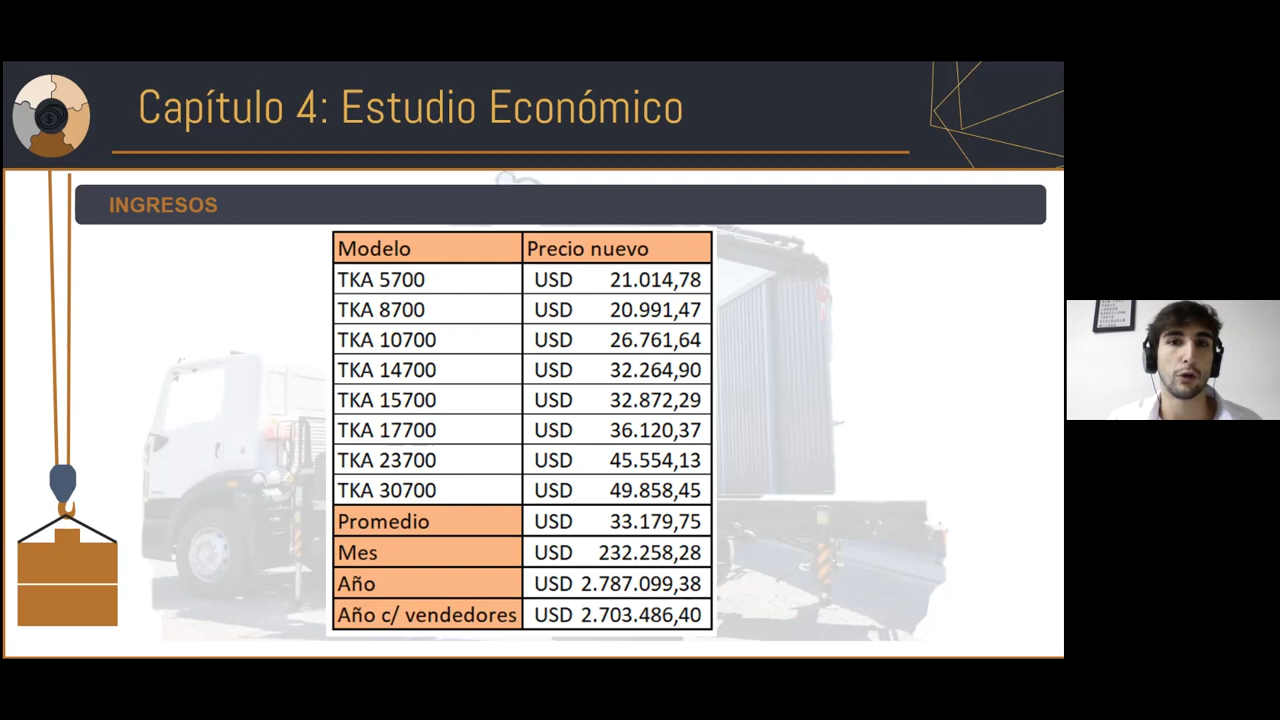 Capítulo 4: Estudio Económico
INGRESOS
Modelo Precio nuevo
TKA 5700 USD 21.014,78
TKA 8700 USD 20.991,47
TKA 10700 USD 26.761,64
TKA 14700 USD 32.264,90
TKA 15700 USD 32.872,29
TKA 17700 USD 36.120,37
TKA 23700 USD 45.554,13
TKA 30700 USD 49.858,45
Promedio USD 33.179,75
Mes USD 232.258,28
Año USD 2.787.099,38
Año c/ vendedores USD 2.703.486,40